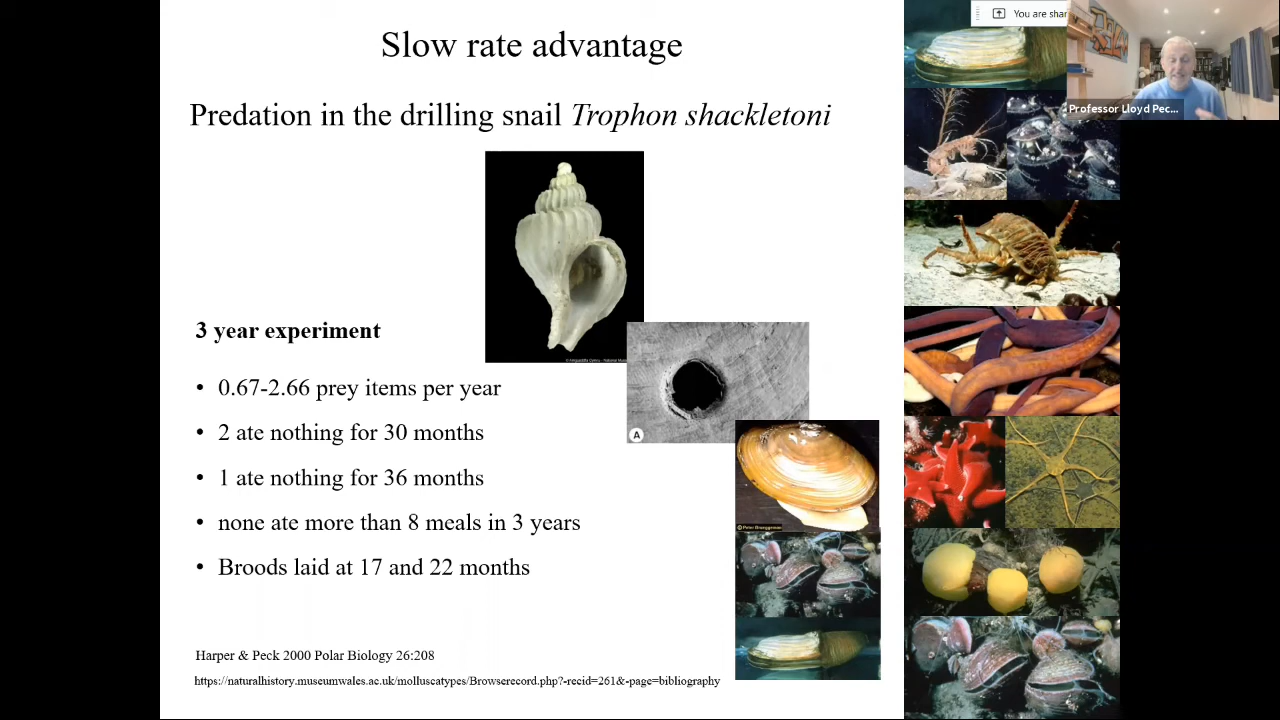 Slow rate advantage
You are shar
Professor Lloyd Pec...
Predation in the drilling snail Trophon shackletoni
3 year experiment
• 0.67-2.66 prey items per year
• 2 ate nothing for 30 months
• 1 ate nothing for 36 months
• none ate more than 8 meals in 3 years
• Broods laid at 17 and 22 months
A
Harper & Peck 2000 Polar Biology 26:208
https://naturalhistory.museumwales.ac.uk/molluscatypes/Browserecord.php?-recid=261&-page=bibliography